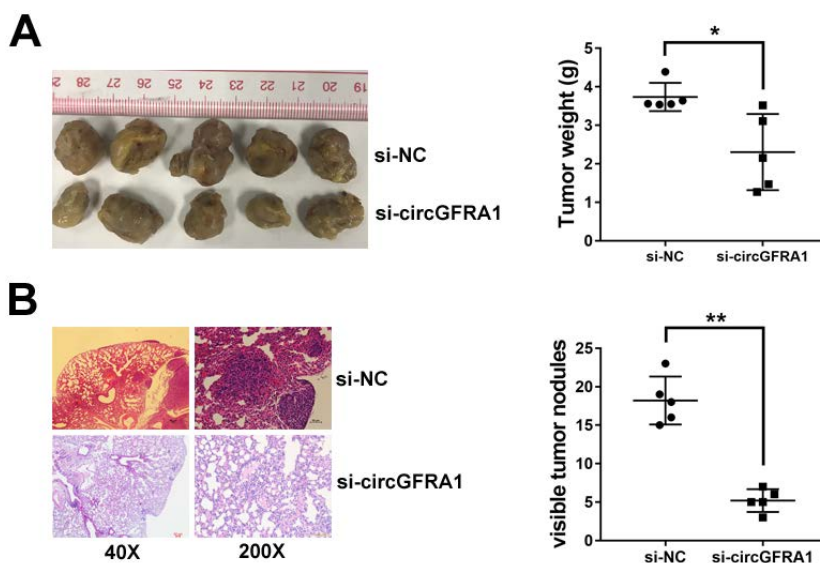 A
28 27 26 25 24 23 22 21 20 19
si-NC
si-circGFRA1
Tumor weight (g)
5
4
3
2
1
0
*
si-NC si-circGFRA1
B
si-NC
si-circGFRA1
40X 200X
visible tumor nodules
25
20
15
10
5
0
**
si-NC si-circGFRA1